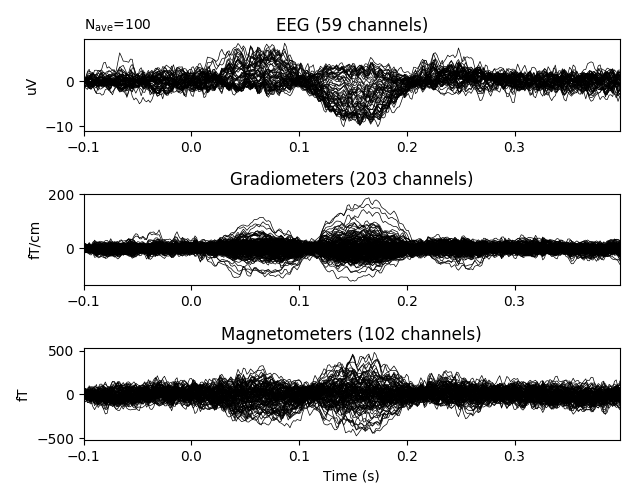 N_ave=100
EEG (59 channels)
uV
0
−10
−0.1 0.0 0.1 0.2 0.3
Gradiometers (203 channels)
fT/cm
200
0
−0.1 0.0 0.1 0.2 0.3
Magnetometers (102 channels)
fT
500
0
−500
−0.1 0.0 0.1 0.2 0.3
Time (s)